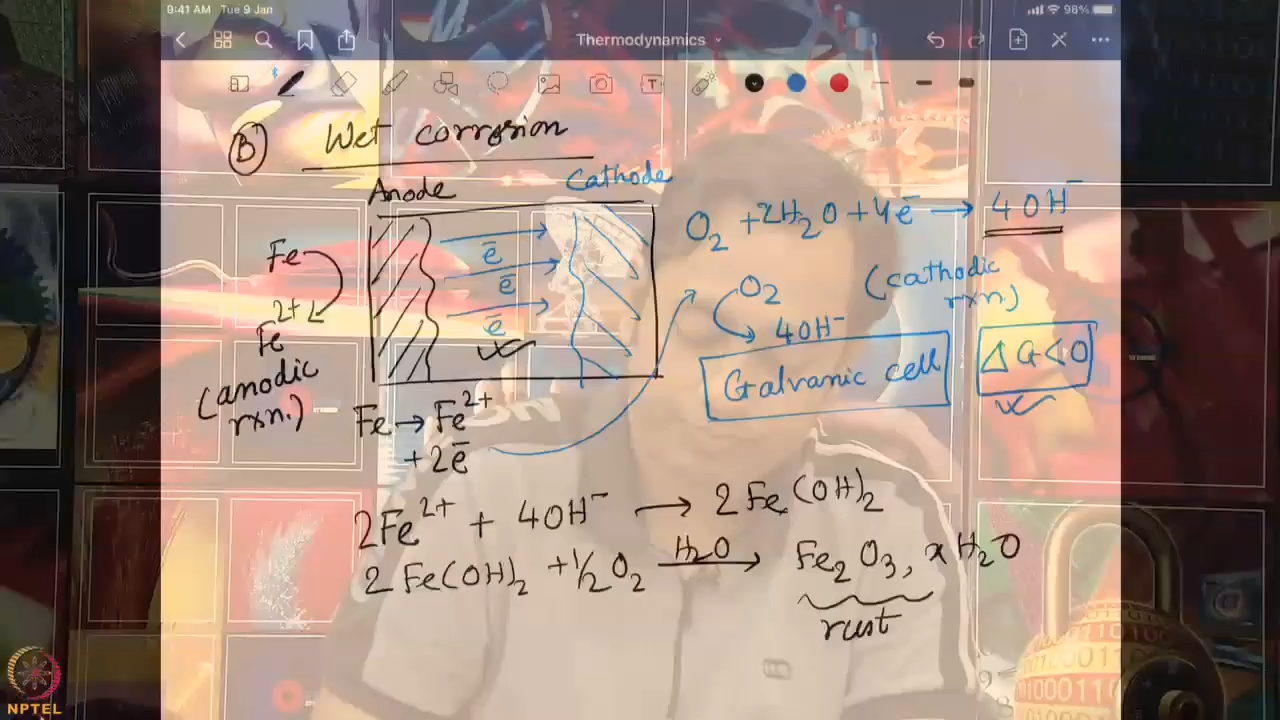 9:41 AM Tue 9 Jan
98%
Thermodynamics
B Wet corrosion
Anode
Cathode
O₂ + 2H₂O + 4e̅ → 4OH⁻
(cathodic rxn.)
Fe
Fe²⁺
(anodic
rxn.)
e̅
e̅
e̅
O₂
4OH⁻
Galvanic cell
ΔG<0
Fe → Fe²⁺
+ 2e̅
2Fe²⁺ + 4OH⁻ → 2Fe(OH)₂
2Fe(OH)₂ + 1/2 O₂ H₂O → Fe₂O₃, xH₂O
rust
NPTEL